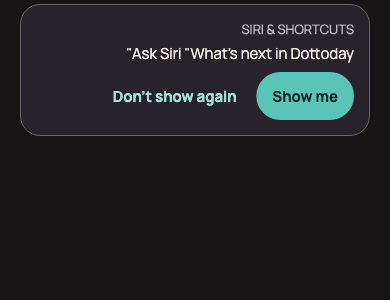 SIRI & SHORTCUTS
"Ask Siri "What's next in Dottoday
Don't show again
Show me